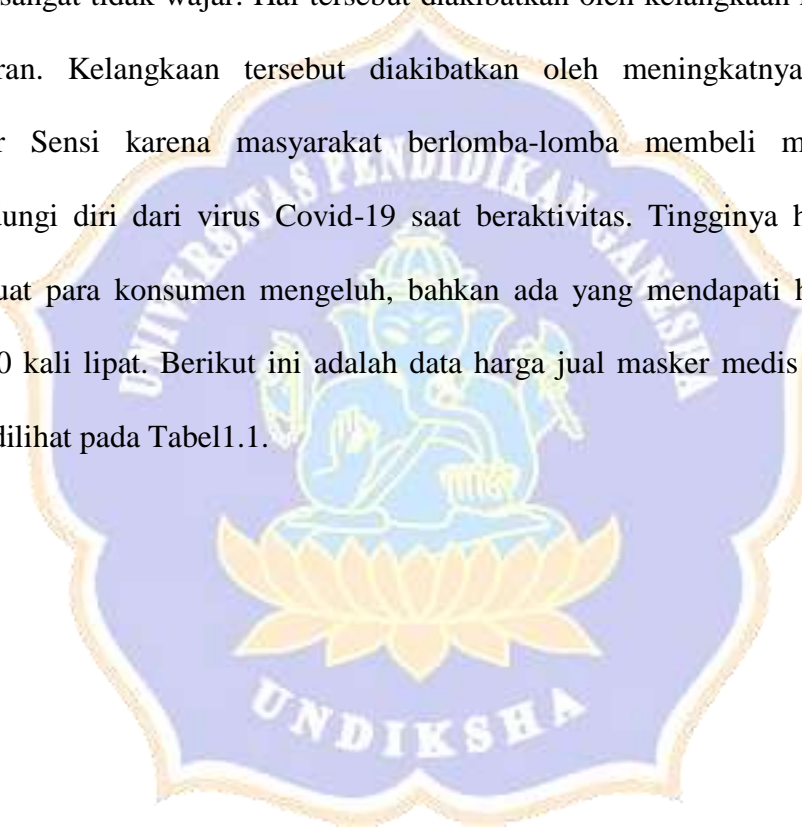 sangat tidak wajar. Hal tersebut diakibatkan oleh kelangkaan
ran. Kelangkaan tersebut diakibatkan oleh meningkatnya
r Sensi karena masyarakat berlomba-lomba membeli m
ungi diri dari virus Covid-19 saat beraktivitas. Tingginya h
uat para konsumen mengeluh, bahkan ada yang mendapati h
0 kali lipat. Berikut ini adalah data harga jual masker medis
dilihat pada Tabel1.1.
UNIVERSITAS PENDIDIKAN GANESHA
UNDIKSHA